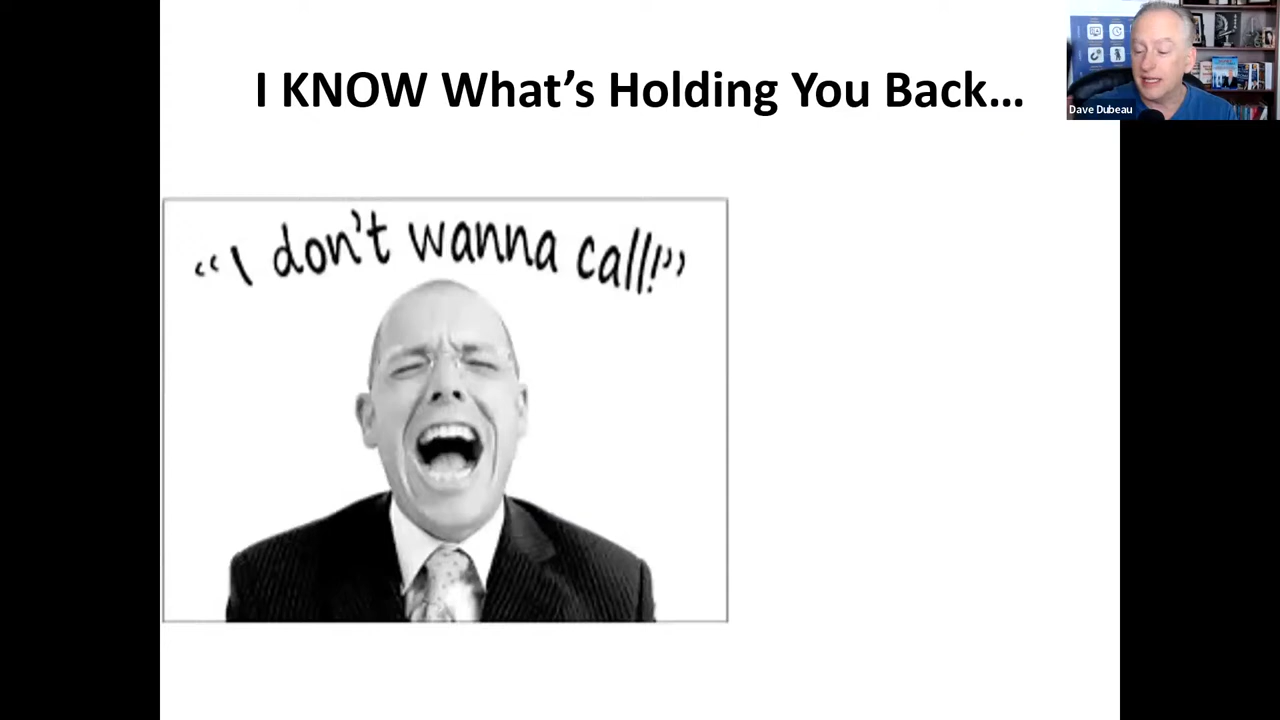 I KNOW What’s Holding You Back…
Dave Dubeau
“I don’t wanna call!”